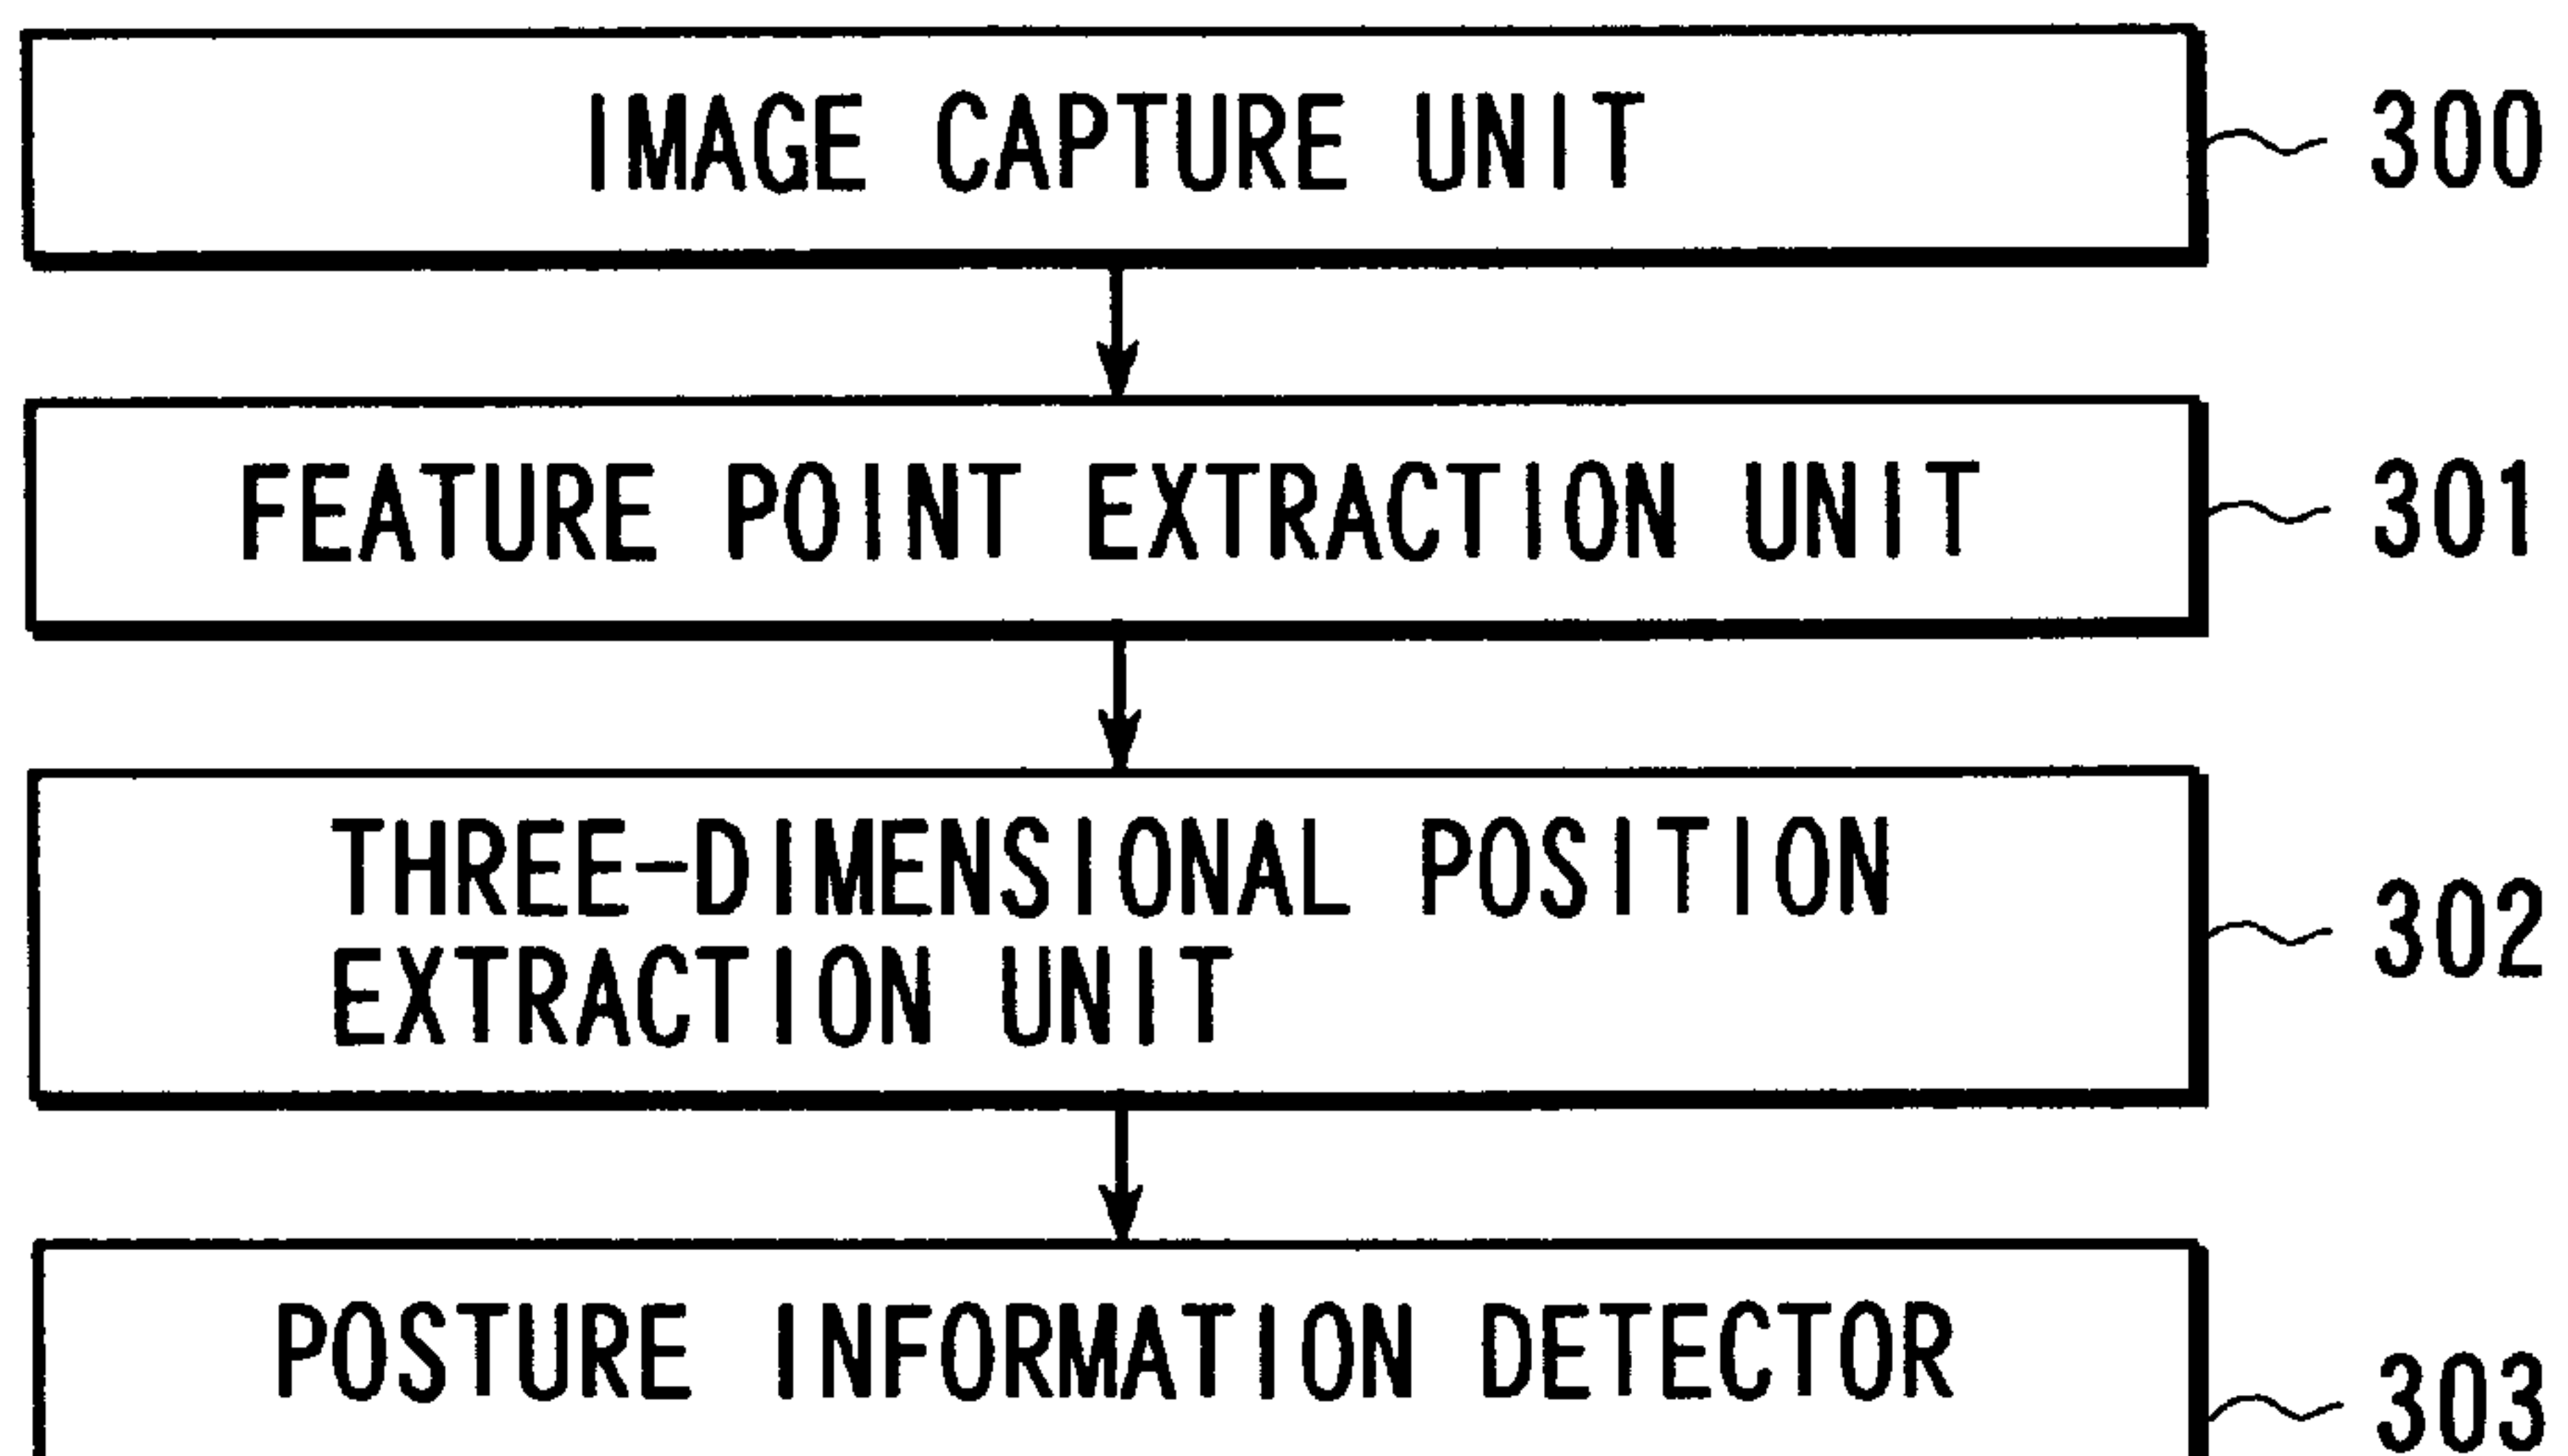 IMAGE CAPTURE UNIT
300
FEATURE POINT EXTRACTION UNIT
301
THREE-DIMENSIONAL POSITION
EXTRACTION UNIT
302
POSTURE INFORMATION DETECTOR
303